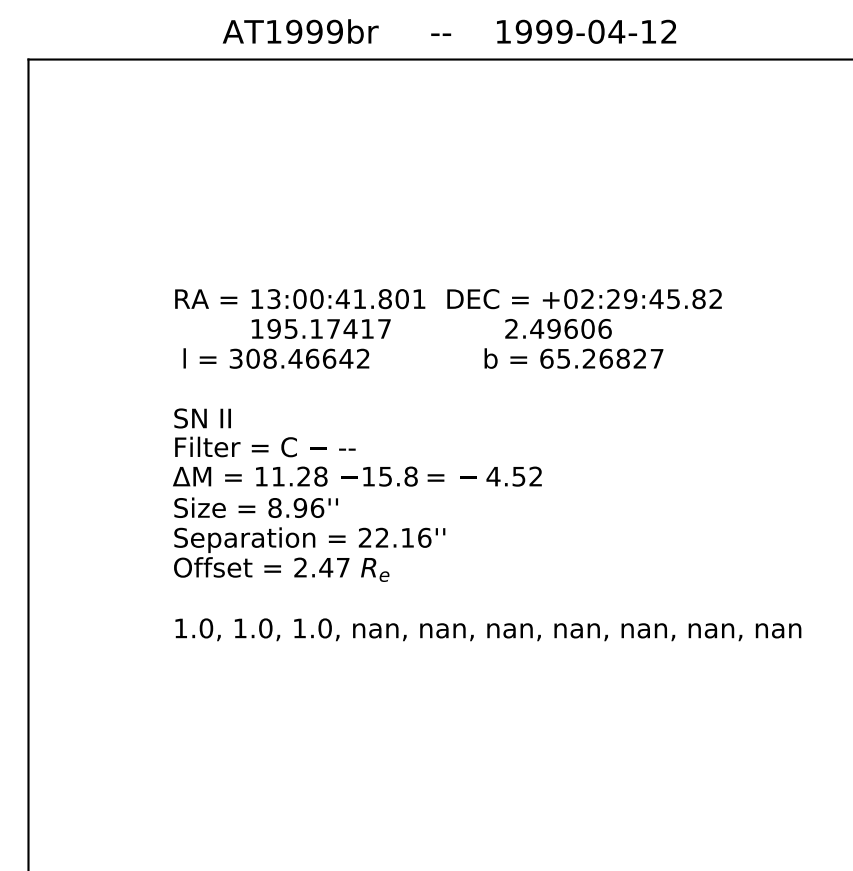 AT1999br -- 1999-04-12
RA = 13:00:41.801 DEC = +02:29:45.82
195.17417 2.49606
l = 308.46642 b = 65.26827
SN II
Filter = C − --
ΔM = 11.28 −15.8 = − 4.52
Size = 8.96''
Separation = 22.16''
Offset = 2.47 Re
1.0, 1.0, 1.0, nan, nan, nan, nan, nan, nan, nan